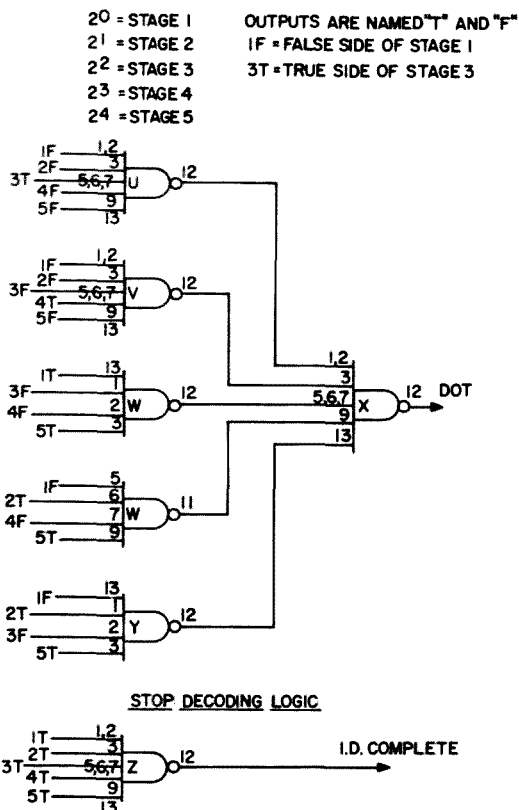 2⁰ = STAGE 1
2¹ = STAGE 2
2² = STAGE 3
2³ = STAGE 4
2⁴ = STAGE 5
OUTPUTS ARE NAMED "T" AND "F"
1F = FALSE SIDE OF STAGE 1
3T = TRUE SIDE OF STAGE 3
1F 1,2
2F 3
3T 5,6,7 U 12
4F 9
5F 13
1F 1,2
2F 3
3F 5,6,7 V 12
4T 9
5F 13
1T 13
3F 1
4F 2 W 12
5T 3
1,2
3
5,6,7 X 12 DOT
9
13
1F 5
2T 6
4F 7 W 11
5T 9
1F 13
2T 1
3F 2 Y 12
5T 3
STOP DECODING LOGIC
1T 1,2
2T 3
3T 5,6,7 Z 12 I.D. COMPLETE
4T 9
5T 13